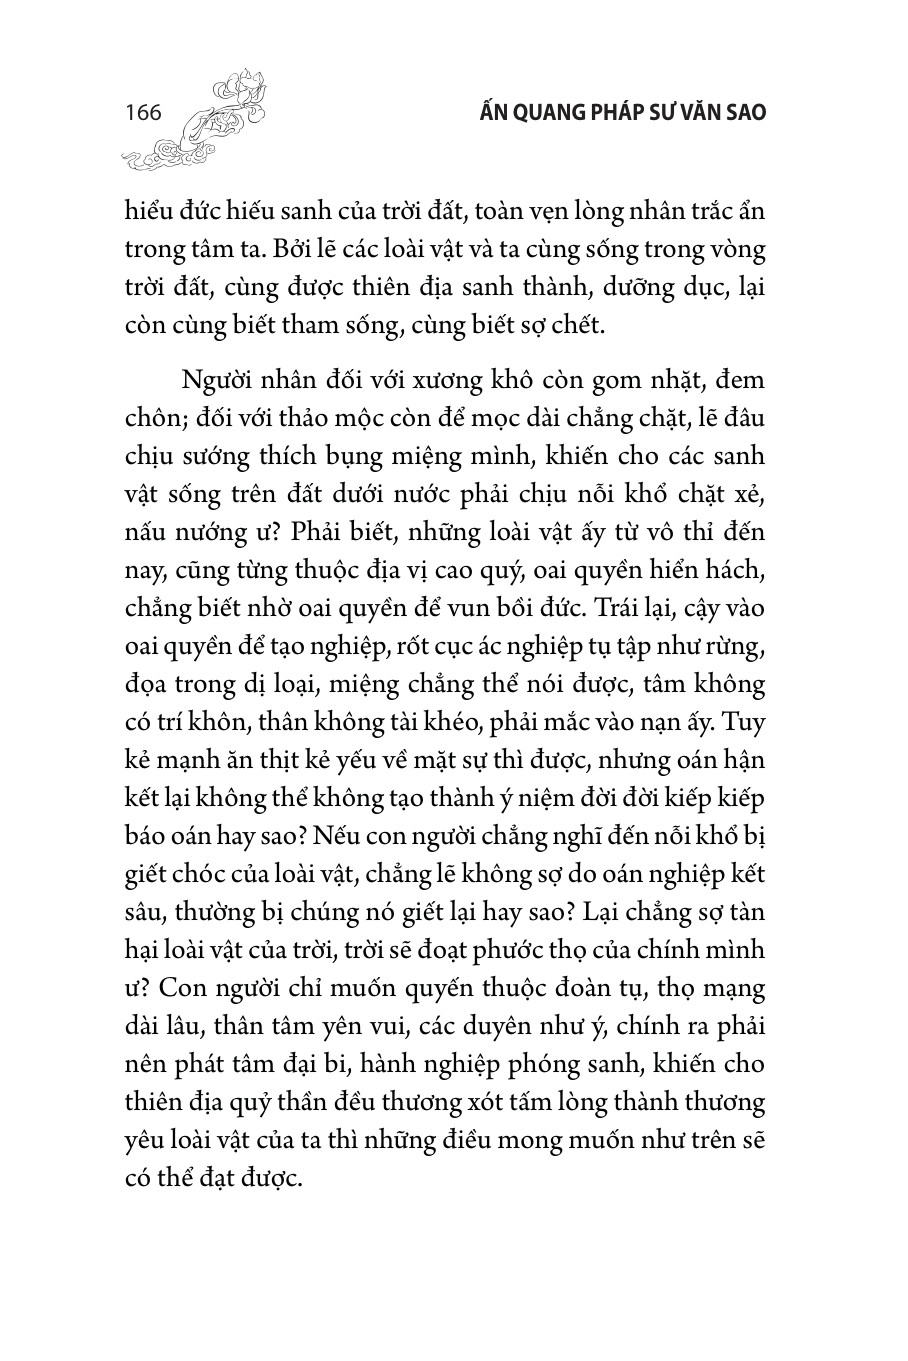 166
ẤN QUANG PHÁP SƯ VĂN SAO
hiểu đức hiếu sanh của trời đất, toàn vẹn lòng nhân trắc ẩn
trong tâm ta. Bởi lẽ các loài vật và ta cùng sống trong vòng
trời đất, cùng được thiên địa sanh thành, dưỡng dục, lại
còn cùng biết tham sống, cùng biết sợ chết.
Người nhân đối với xương khô còn gom nhặt, đem
chôn; đối với thảo mộc còn để mọc dài chẳng chặt, lẽ đâu
chịu sướng thích bụng miệng mình, khiến cho các sanh
vật sống trên đất dưới nước phải chịu nỗi khổ chặt xẻ,
nấu nướng ư? Phải biết, những loài vật ấy từ vô thỉ đến
nay, cũng từng thuộc địa vị cao quý, oai quyền hiển hách,
chẳng biết nhờ oai quyền để vun bồi đức. Trái lại, cậy vào
oai quyền để tạo nghiệp, rốt cục ác nghiệp tụ tập như rừng,
đọa trong dị loại, miệng chẳng thể nói được, tâm không
có trí khôn, thân không tài khéo, phải mắc vào nạn ấy. Tuy
kẻ mạnh ăn thịt kẻ yếu về mặt sự thì được, nhưng oán hận
kết lại không thể không tạo thành ý niệm đời đời kiếp kiếp
báo oán hay sao? Nếu con người chẳng nghĩ đến nỗi khổ bị
giết chóc của loài vật, chẳng lẽ không sợ do oán nghiệp kết
sâu, thường bị chúng nó giết lại hay sao? Lại chẳng sợ tàn
hại loài vật của trời, trời sẽ đoạt phước thọ của chính mình
ư? Con người chỉ muốn quyến thuộc đoàn tụ, thọ mạng
dài lâu, thân tâm yên vui, các duyên như ý, chính ra phải
nên phát tâm đại bi, hành nghiệp phóng sanh, khiến cho
thiên địa quỷ thần đều thương xót tấm lòng thành thương
yêu loài vật của ta thì những điều mong muốn như trên sẽ
có thể đạt được.